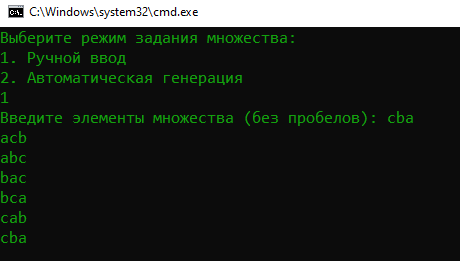 C:\Windows\system32\cmd.exe
Выберите режим задания множества:
1. Ручной ввод
2. Автоматическая генерация
1
Введите элементы множества (без пробелов): cba
acb
abc
bac
bca
cab
cba